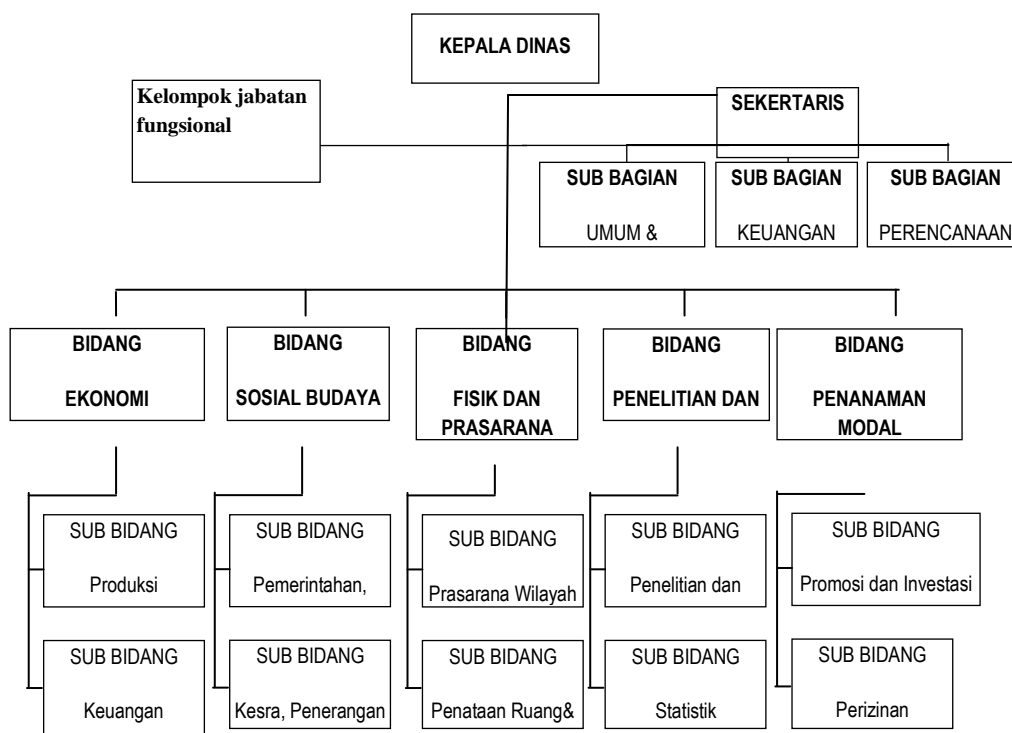 KEPALA DINAS
Kelompok jabatan
fungsional
SEKERTARIS
SUB BAGIAN
UMUM &
SUB BAGIAN
KEUANGAN
SUB BAGIAN
PERENCANAAN
BIDANG
EKONOMI
BIDANG
SOSIAL BUDAYA
BIDANG
FISIK DAN
PRASARANA
BIDANG
PENELITIAN DAN
BIDANG
PENANAMAN
MODAL
SUB BIDANG
Produksi
SUB BIDANG
Pemerintahan,
SUB BIDANG
Prasarana Wilayah
SUB BIDANG
Penelitian dan
SUB BIDANG
Promosi dan Investasi
SUB BIDANG
Keuangan
SUB BIDANG
Kesra, Penerangan
SUB BIDANG
Penataan Ruang&
SUB BIDANG
Statistik
SUB BIDANG
Perizinan